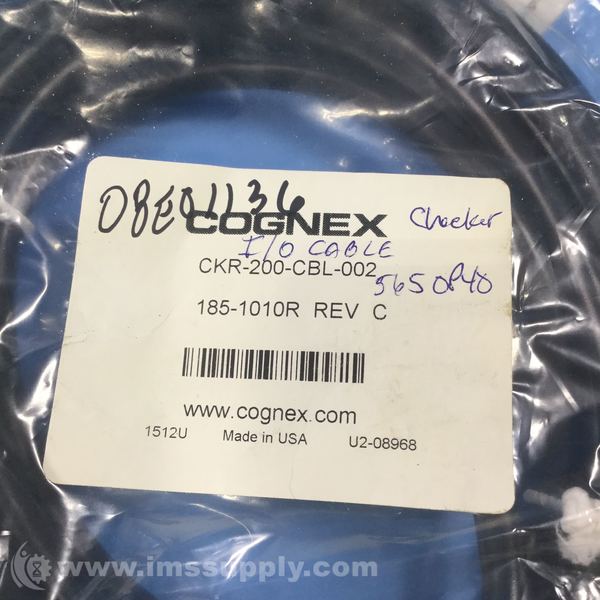 08E01136
COGNEX Checker
I/O CABLE
CKR-200-CBL-002
185-1010R REV C
www.cognex.com
1512U Made in USA U2-08968
www.imssupply.com